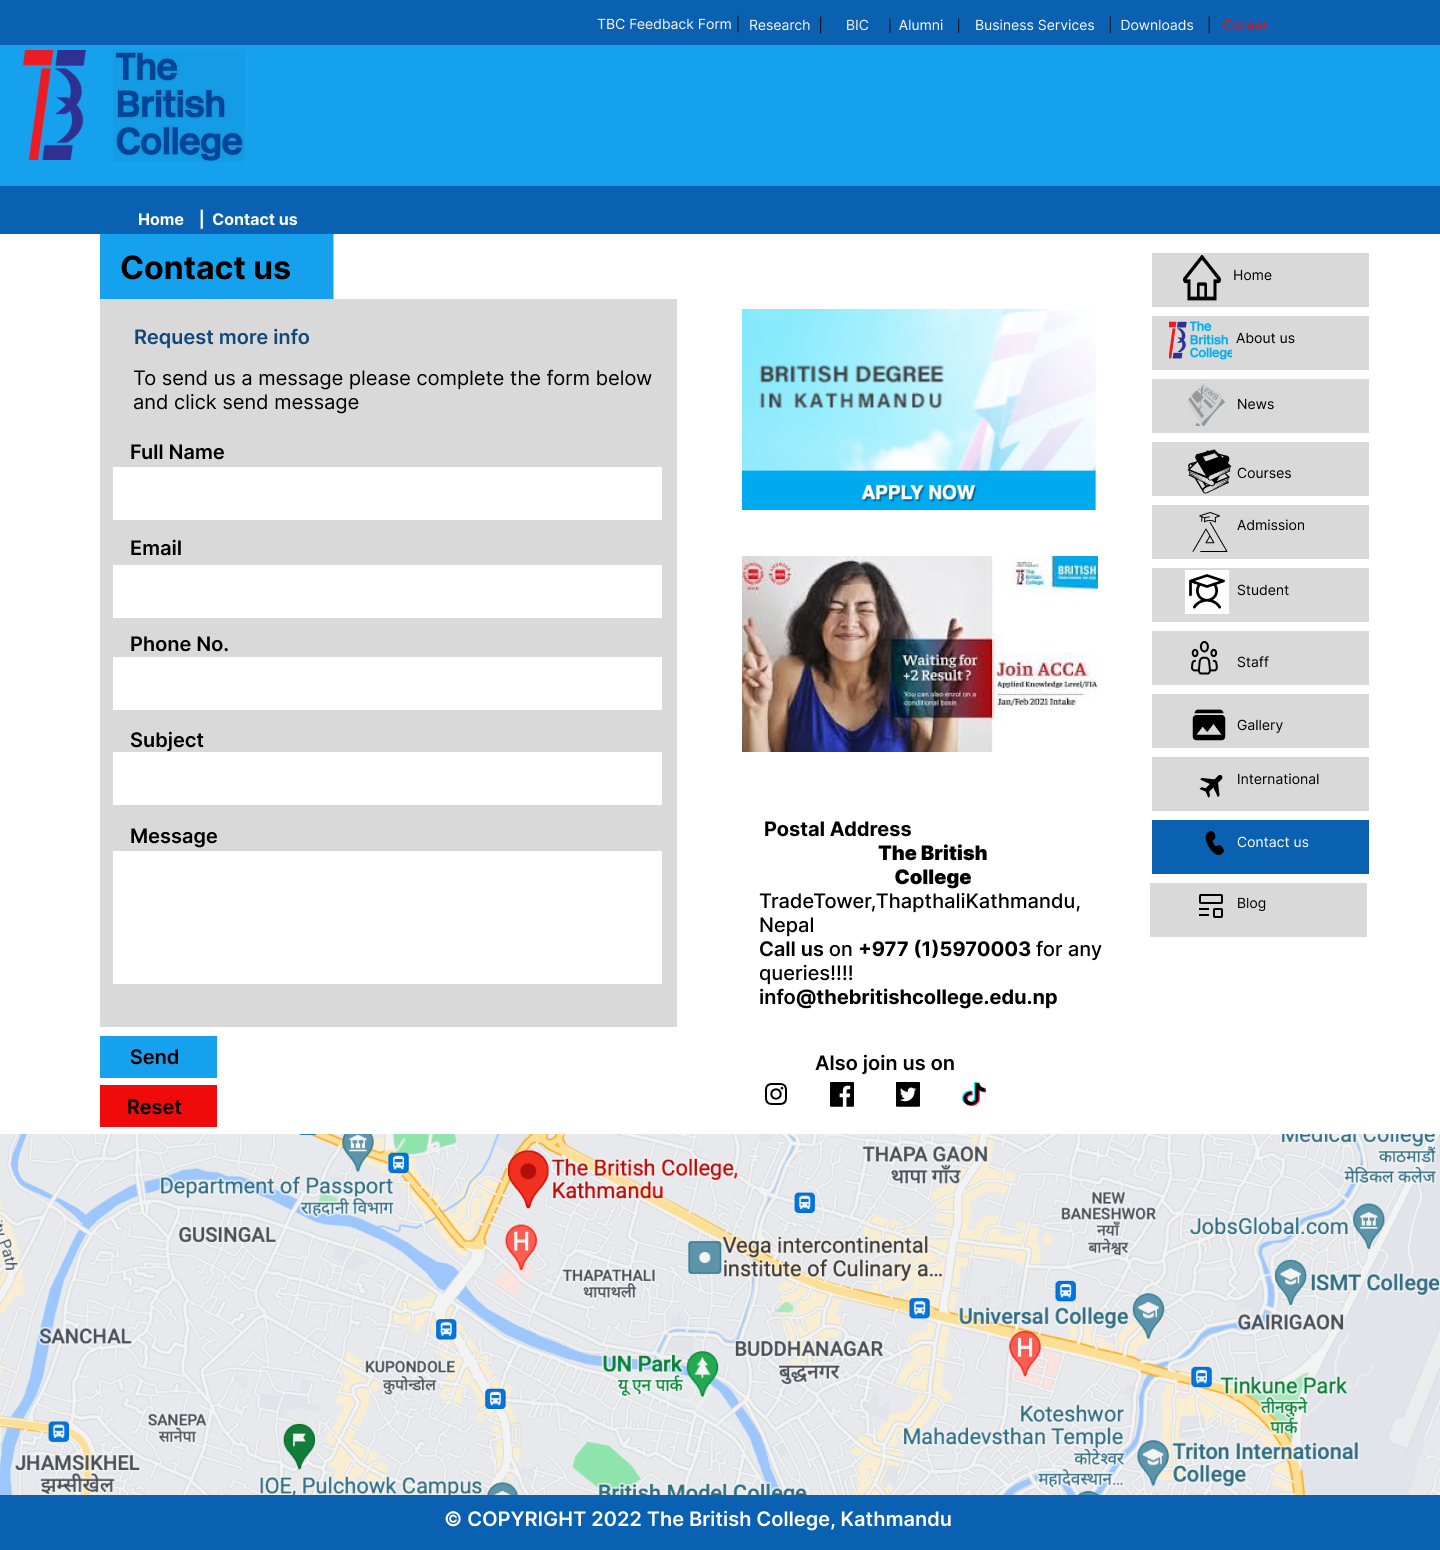 TBC Feedback Form | Research | BIC | Alumni | Business Services | Downloads | Career
The
British
College
Home | Contact us
Contact us
Request more info
To send us a message please complete the form below
and click send message
Full Name
Email
Phone No.
Subject
Message
Send
Reset
BRITISH DEGREE
IN KATHMANDU
APPLY NOW
The
British
College
BRITISH
Waiting for
+2 Result ?
You can also enrol on a
conditional basis
Join ACCA
Applied Knowledge Level/FIA
Jan/Feb 2021 Intake
Postal Address
The British
College
TradeTower,ThapthaliKathmandu,
Nepal
Call us on +977 (1)5970003 for any
queries!!!!
info@thebritishcollege.edu.np
Also join us on
Home
The
British
College
About us
NEWS
News
Courses
Admission
Student
Staff
Gallery
International
Contact us
Blog
Department of Passport
राहदानी विभाग
The British College,
Kathmandu
THAPA GAON
थापा गाँउ
Medical College
काठमाडौं
मेडिकल कलेज
NEW
BANESHWOR
नयाँ
बानेश्वर
JobsGlobal.com
GUSINGAL
Path
H
THAPATHALI
थापाथली
Vega intercontinental
institute of Culinary a...
ISMT College
Universal College
GAIRIGAON
SANCHAL
KUPONDOLE
कुपोन्डोल
UN Park
यू एन पार्क
BUDDHANAGAR
बुद्धनगर
H
Tinkune Park
तीनकुने
पार्क
SANEPA
सानेपा
Koteshwor
Mahadevsthan Temple
कोटेश्वर
महादेवस्थान...
Triton International
College
JHAMSIKHEL
झम्सीखेल
IOE, Pulchowk Campus
British Model College
© COPYRIGHT 2022 The British College, Kathmandu